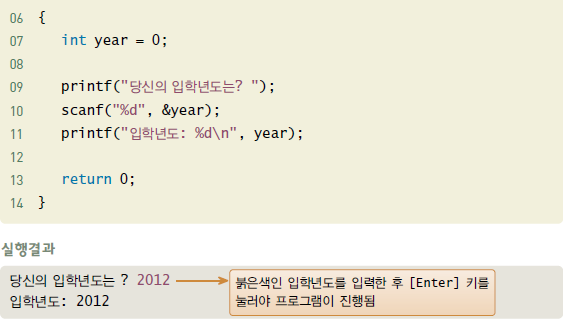 06 {
07 int year = 0;
08
09 printf("당신의 입학년도는? ");
10 scanf("%d", &year);
11 printf("입학년도: %d\n", year);
12
13 return 0;
14 }
실행결과
당신의 입학년도는 ? 2012
입학년도: 2012
붉은색인 입학년도를 입력한 후 [Enter] 키를
눌러야 프로그램이 진행됨